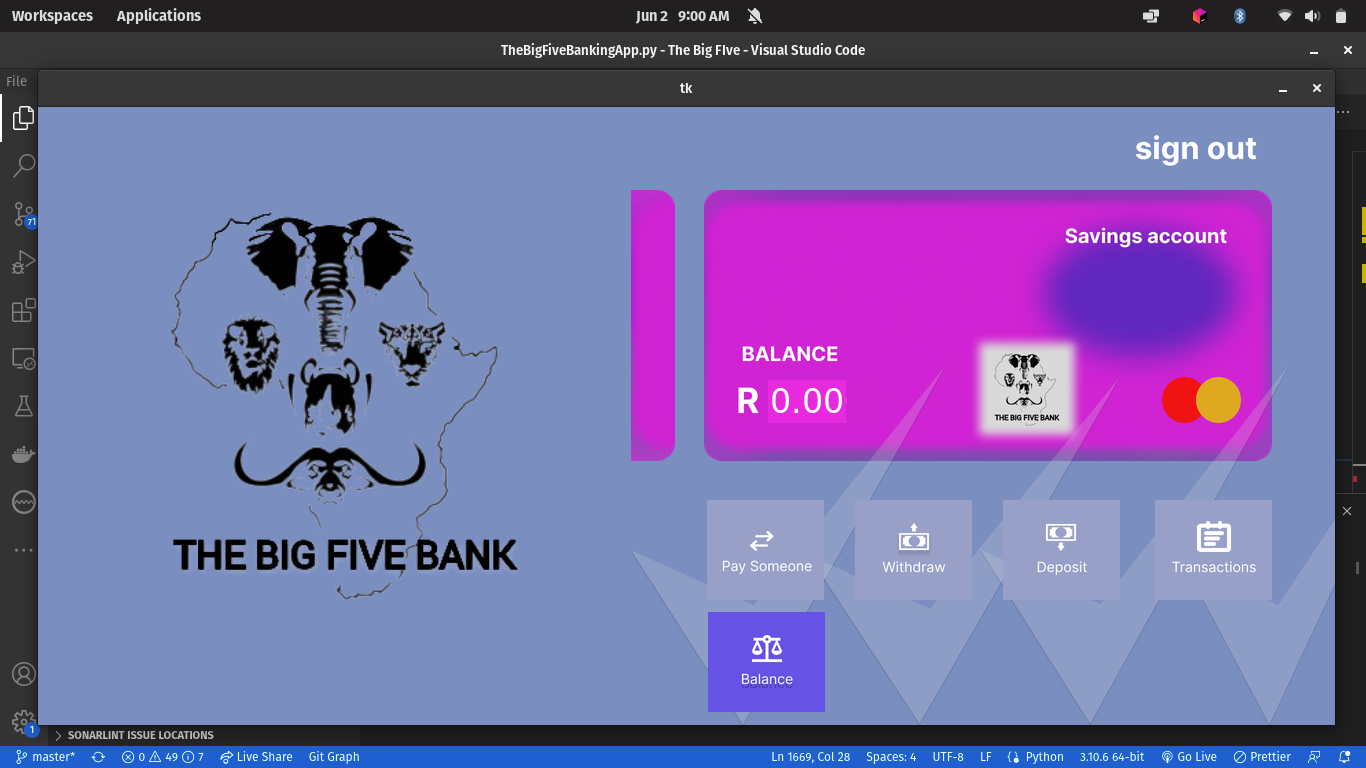 Workspaces Applications Jun 2 9:00 AM
TheBigFiveBankingApp.py - The Big FIve - Visual Studio Code
File
tk
sign out
Savings account
BALANCE
R 0.00
THE BIG FIVE BANK
THE BIG FIVE BANK
Pay Someone Withdraw Deposit Transactions
Balance
71
1
SONARLINT ISSUE LOCATIONS
master* 0 49 7 Live Share Git Graph Ln 1669, Col 28 Spaces: 4 UTF-8 LF Python 3.10.6 64-bit Go Live Prettier